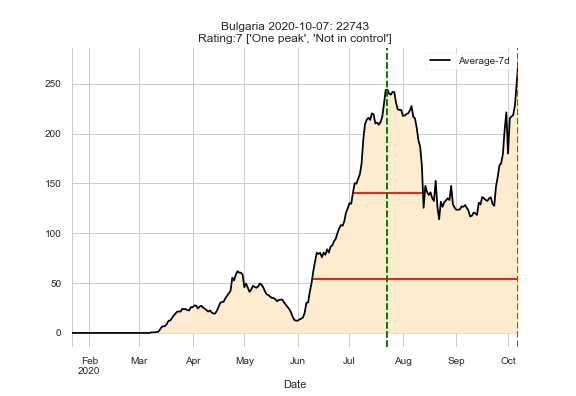 Bulgaria 2020-10-07: 22743
Rating:7 ['One peak', 'Not in control']
Average-7d
250
200
150
100
50
0
Feb Mar Apr May Jun Jul Aug Sep Oct
2020
Date